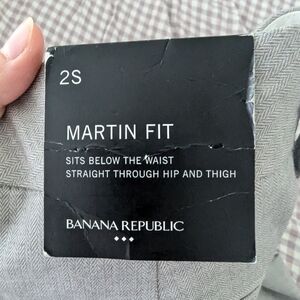 2S
MARTIN FIT
SITS BELOW THE WAIST
STRAIGHT THROUGH HIP AND THIGH
BANANA REPUBLIC